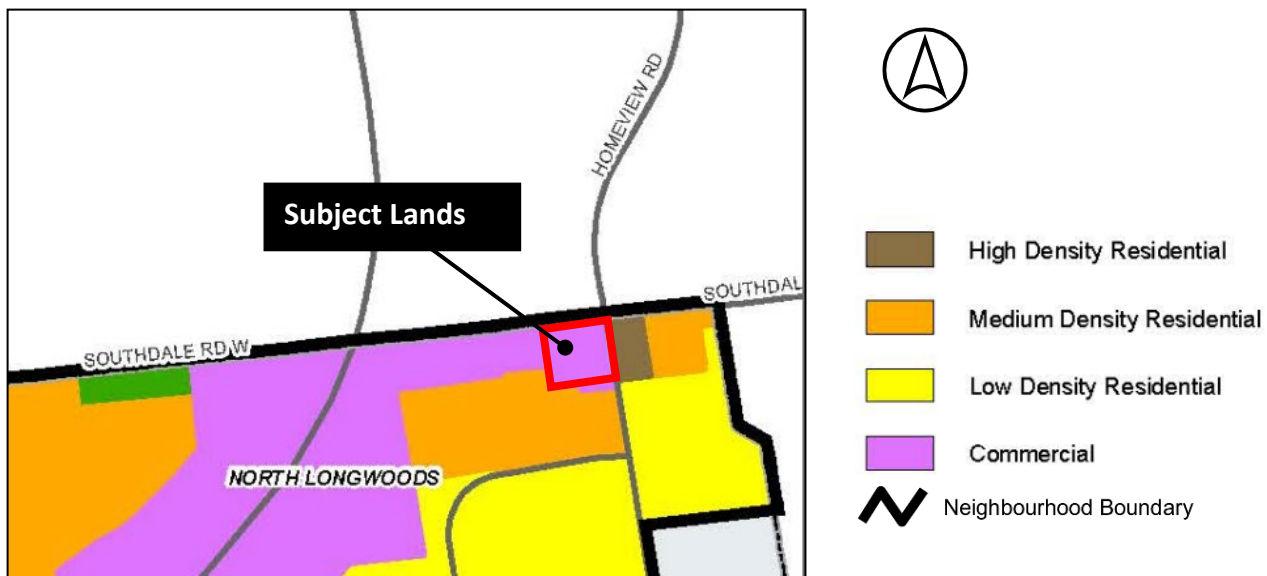 HOMEVIEW RD
Subject Lands
SOUTHDAL
SOUTHDALE RD W
NORTH LONGWOODS
High Density Residential
Medium Density Residential
Low Density Residential
Commercial
Neighbourhood Boundary